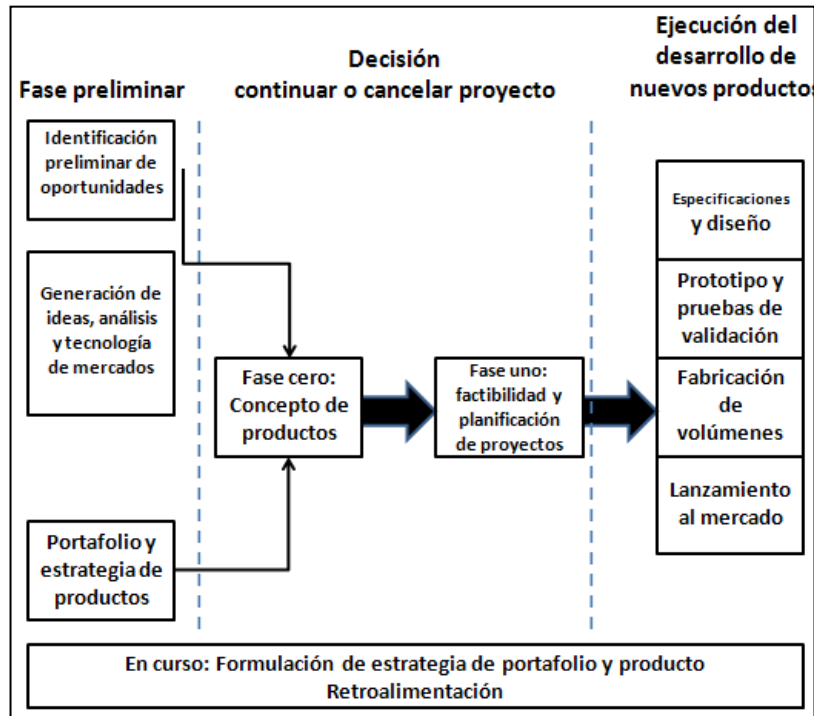 Fase preliminar
Identificación
preliminar de
oportunidades
Generación de
ideas, análisis
y tecnología
de mercados
Portafolio y
estrategia de
productos
Decisión
continuar o cancelar proyecto
Fase cero:
Concepto de
productos
Fase uno:
factibilidad y
planificación
de proyectos
Ejecución del
desarrollo de
nuevos productos
Especificaciones
y diseño
Prototipo y
pruebas de
validación
Fabricación
de
volúmenes
Lanzamiento
al mercado
En curso: Formulación de estrategia de portafolio y producto
Retroalimentación